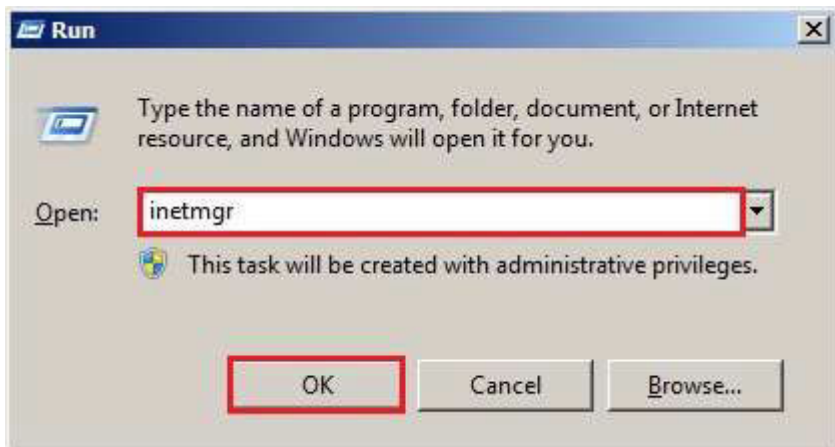 Run
Type the name of a program, folder, document, or Internet
resource, and Windows will open it for you.
Open: inetmgr
This task will be created with administrative privileges.
OK Cancel Browse...